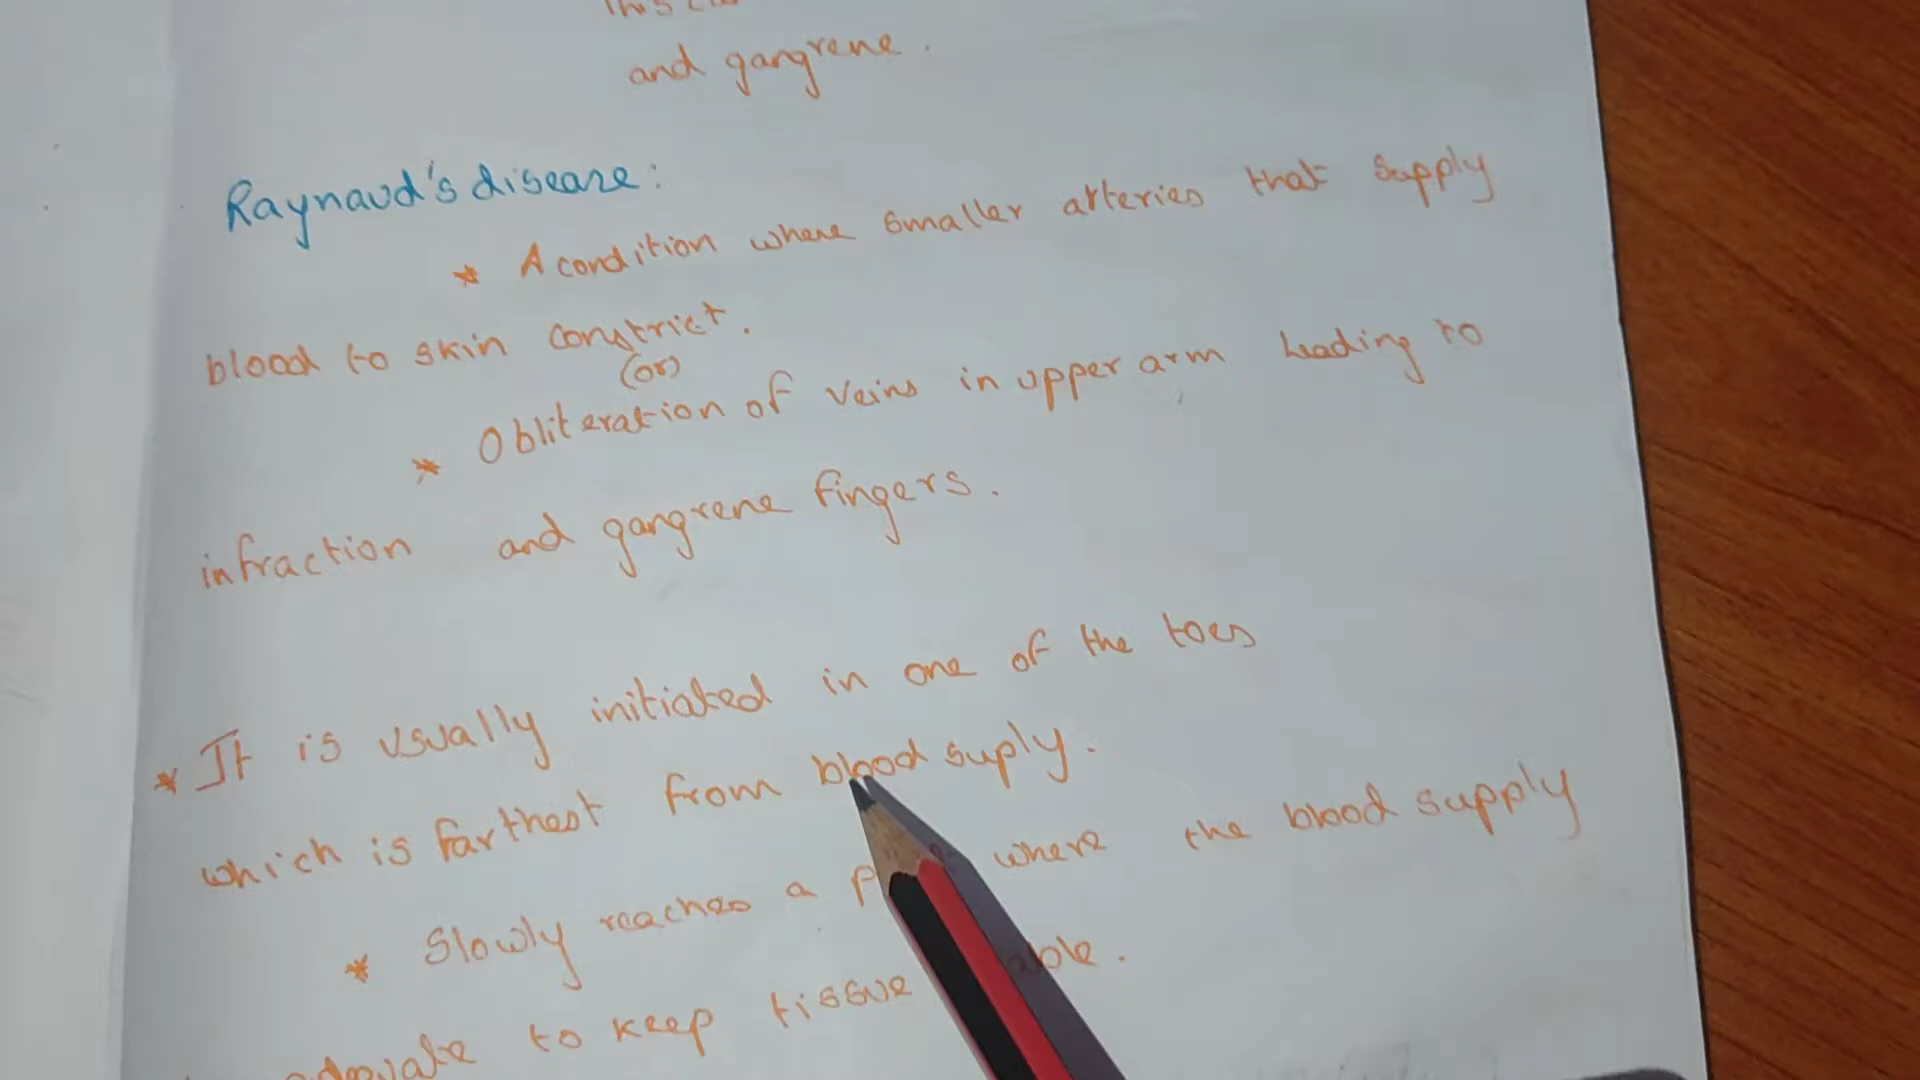 and gangrene.
Raynaud's disease:
* A condition where smaller arteries that supply
blood to skin constrict.
(or)
* Obliteration of veins in upper arm leading to
infraction and gangrene fingers.
* It is usually initiated in one of the toes
which is farthest from blood suply.
* Slowly reaches a where the blood supply
to keep tissue